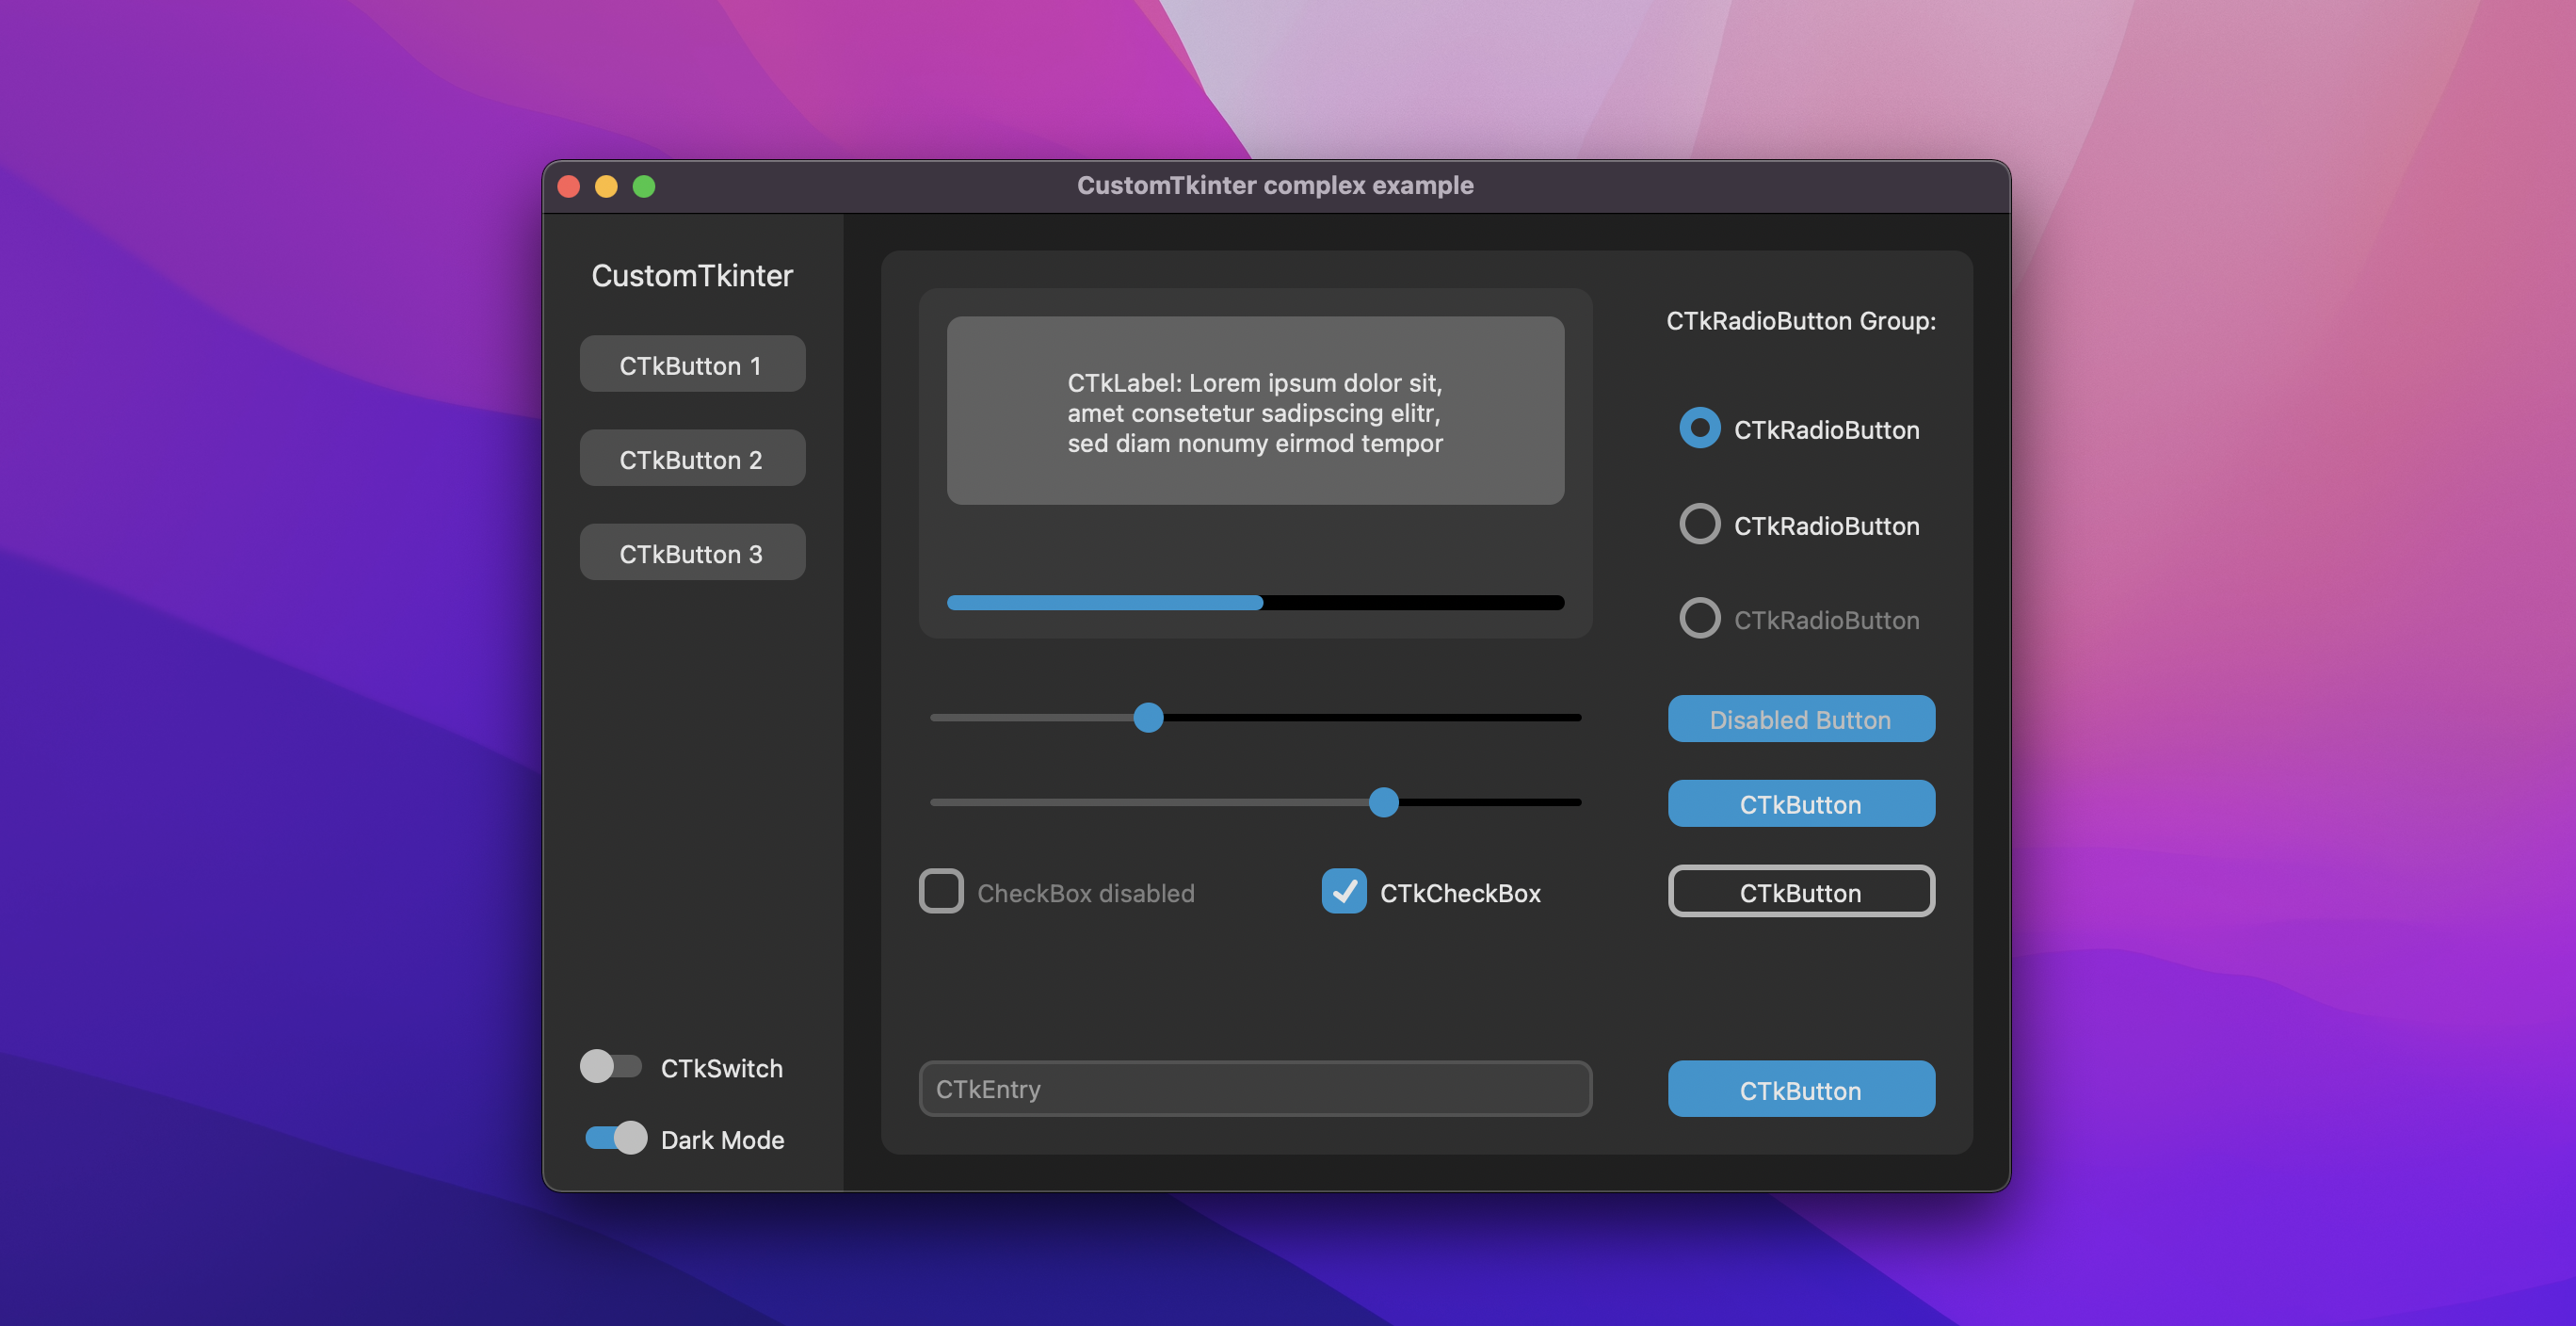 CustomTkinter complex example
CustomTkinter
CTkButton 1
CTkButton 2
CTkButton 3
CTkSwitch
Dark Mode
CTkLabel: Lorem ipsum dolor sit,
amet consetetur sadipscing elitr,
sed diam nonumy eirmod tempor
CheckBox disabled
CTkCheckBox
CTkEntry
CTkRadioButton Group:
CTkRadioButton
CTkRadioButton
CTkRadioButton
Disabled Button
CTkButton
CTkButton
CTkButton